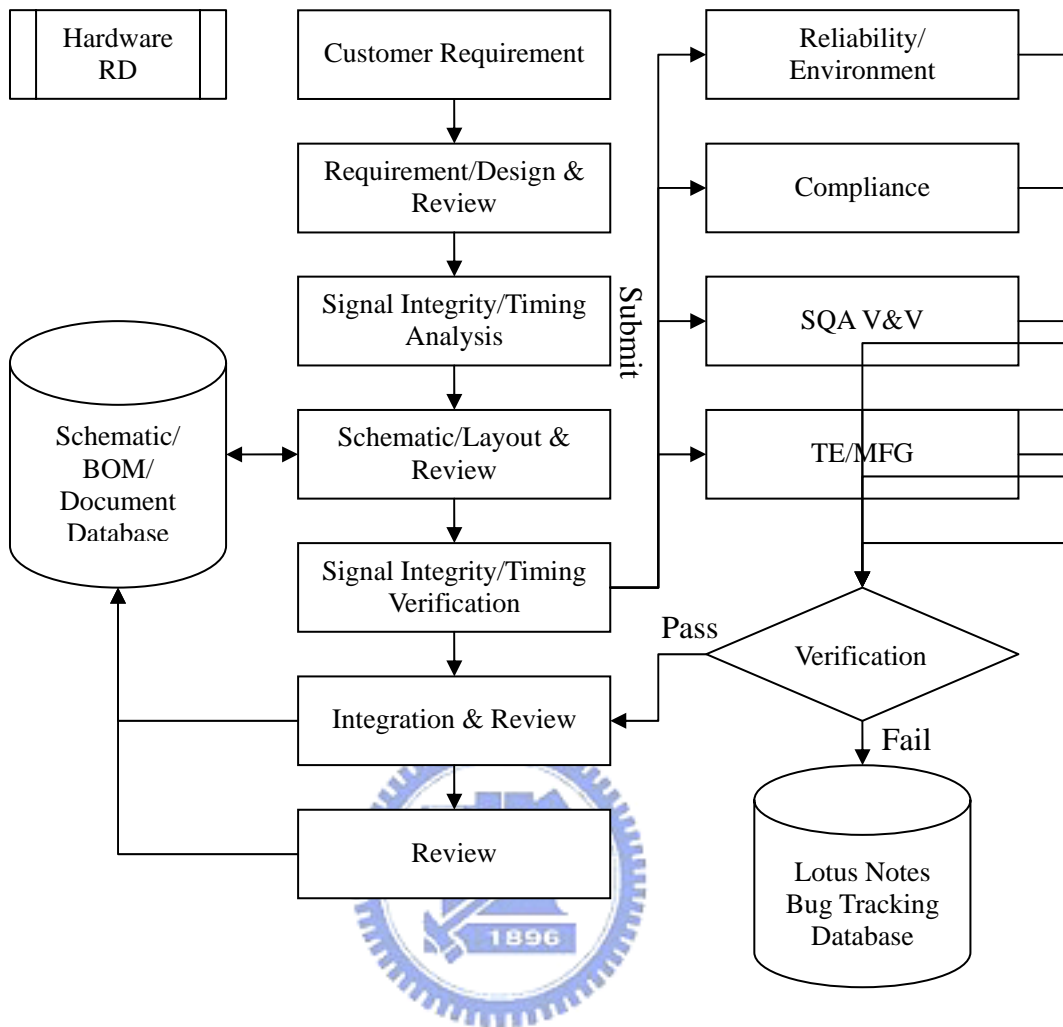 Hardware
RD
Customer Requirement
Reliability/
Environment
Requirement/Design &
Review
Compliance
Signal Integrity/Timing
Analysis
Submit
SQA V&V
Schematic/
BOM/
Document
Database
Schematic/Layout &
Review
TE/MFG
Signal Integrity/Timing
Verification
Pass
Verification
Integration & Review
Fail
Review
Lotus Notes
Bug Tracking
Database
1896